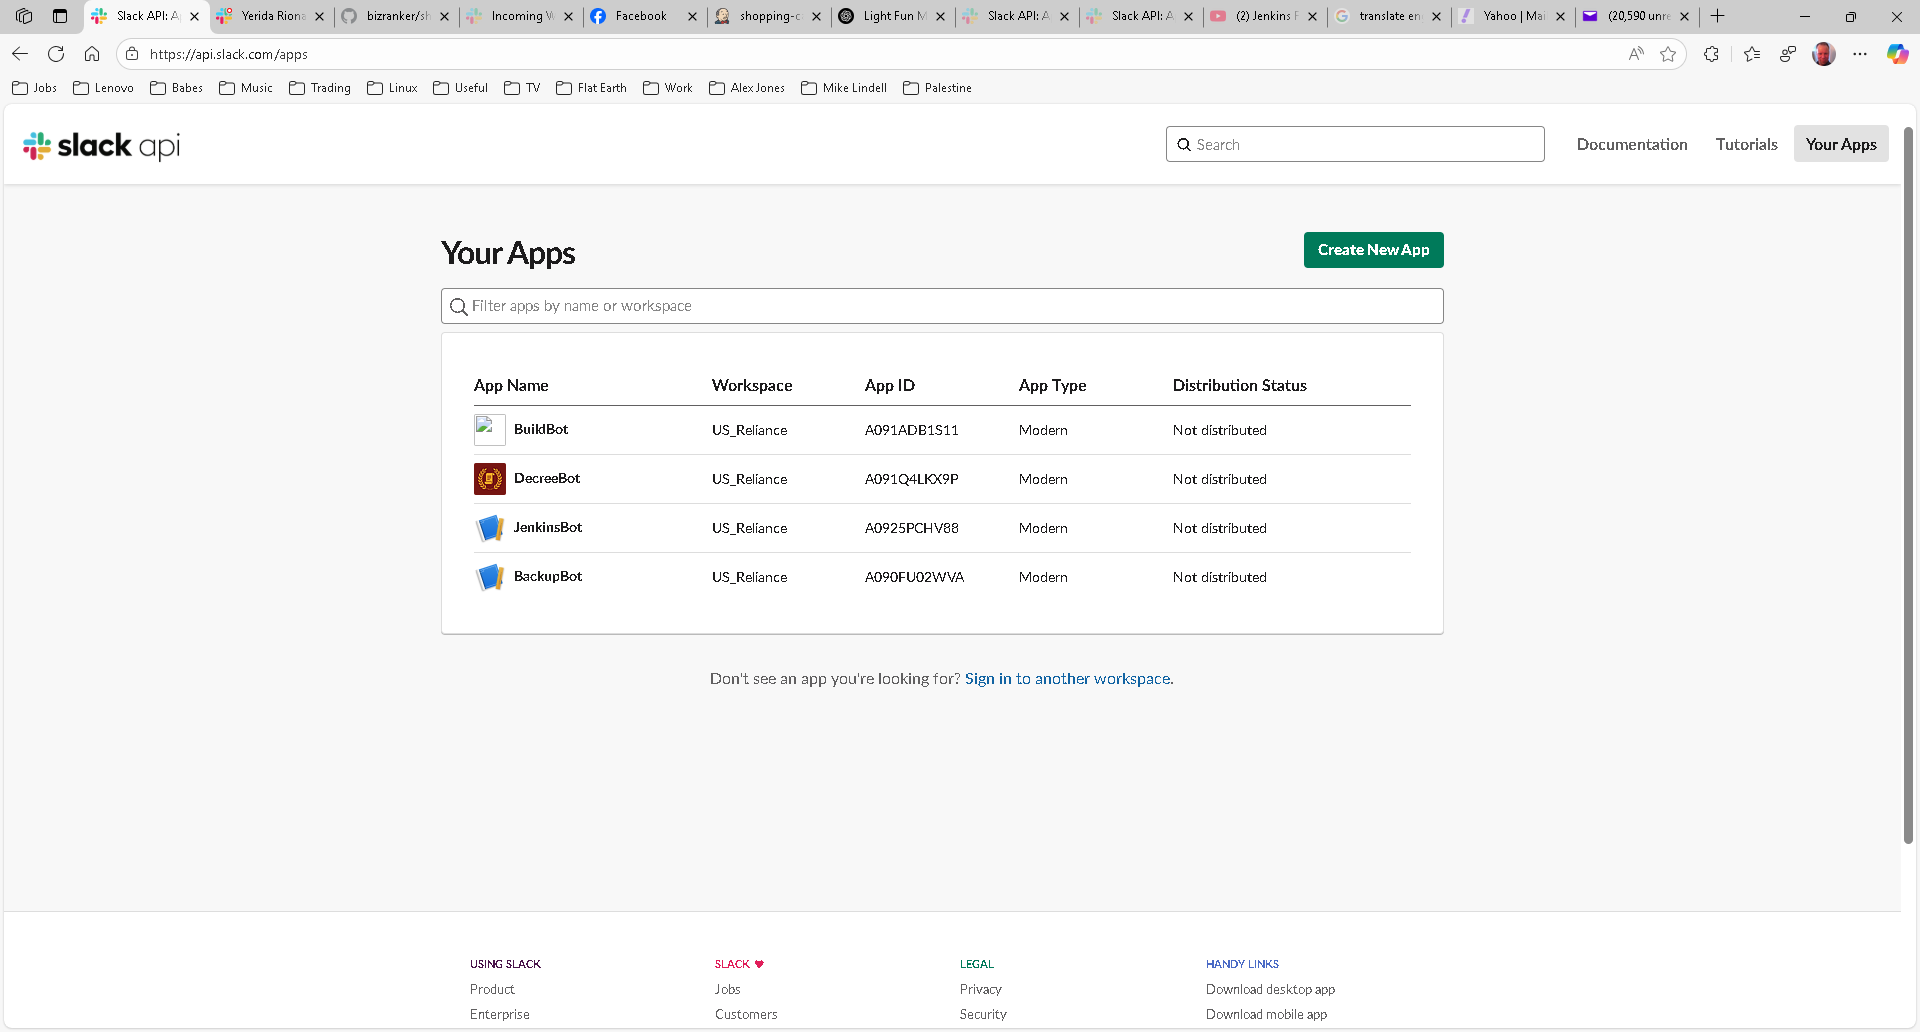 Slack API: A
Yerida Riona
bizranker/sh
Incoming W
Facebook
shopping-ca
Light Fun M
Slack API: A
Slack API: A
(2) Jenkins F
translate en
Yahoo | Mai
(20,590 unre
https://api.slack.com/apps
Jobs Lenovo Babes Music Trading Linux Useful TV Flat Earth Work Alex Jones Mike Lindell Palestine
slack api
Search
Documentation Tutorials Your Apps
Your Apps
Create New App
Filter apps by name or workspace
App Name Workspace App ID App Type Distribution Status
BuildBot US_Reliance A091ADB1S11 Modern Not distributed
DecreeBot US_Reliance A091Q4LKX9P Modern Not distributed
JenkinsBot US_Reliance A0925PCHV88 Modern Not distributed
BackupBot US_Reliance A090FU02WVA Modern Not distributed
Don't see an app you're looking for? Sign in to another workspace.
USING SLACK SLACK LEGAL HANDY LINKS
Product Jobs Privacy Download desktop app
Enterprise Customers Security Download mobile app